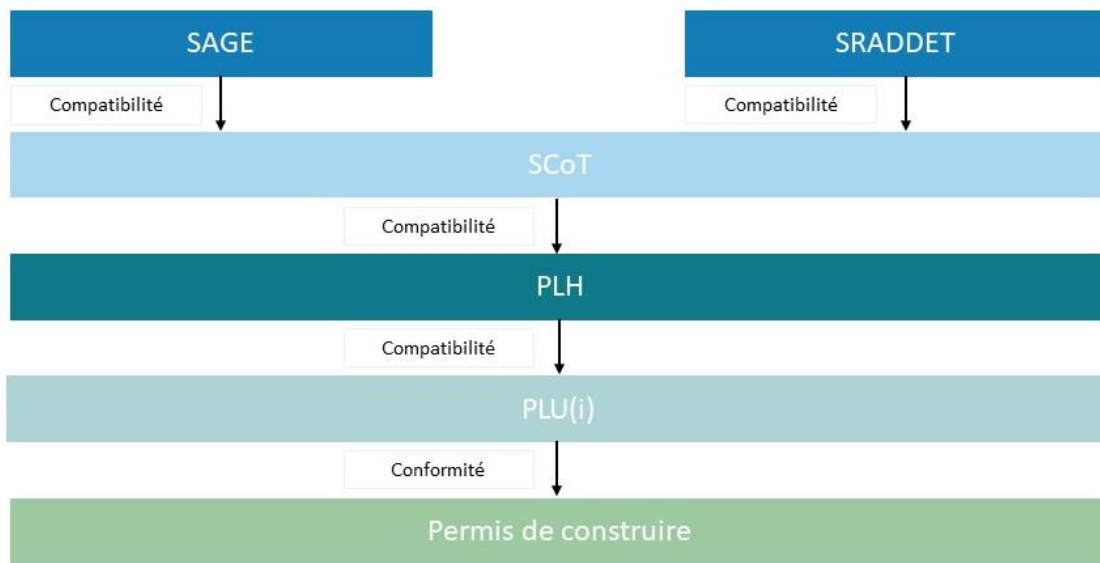 SAGE
SRADDET
Compatibilité
Compatibilité
SCoT
Compatibilité
PLH
Compatibilité
PLU(i)
Conformité
Permis de construire